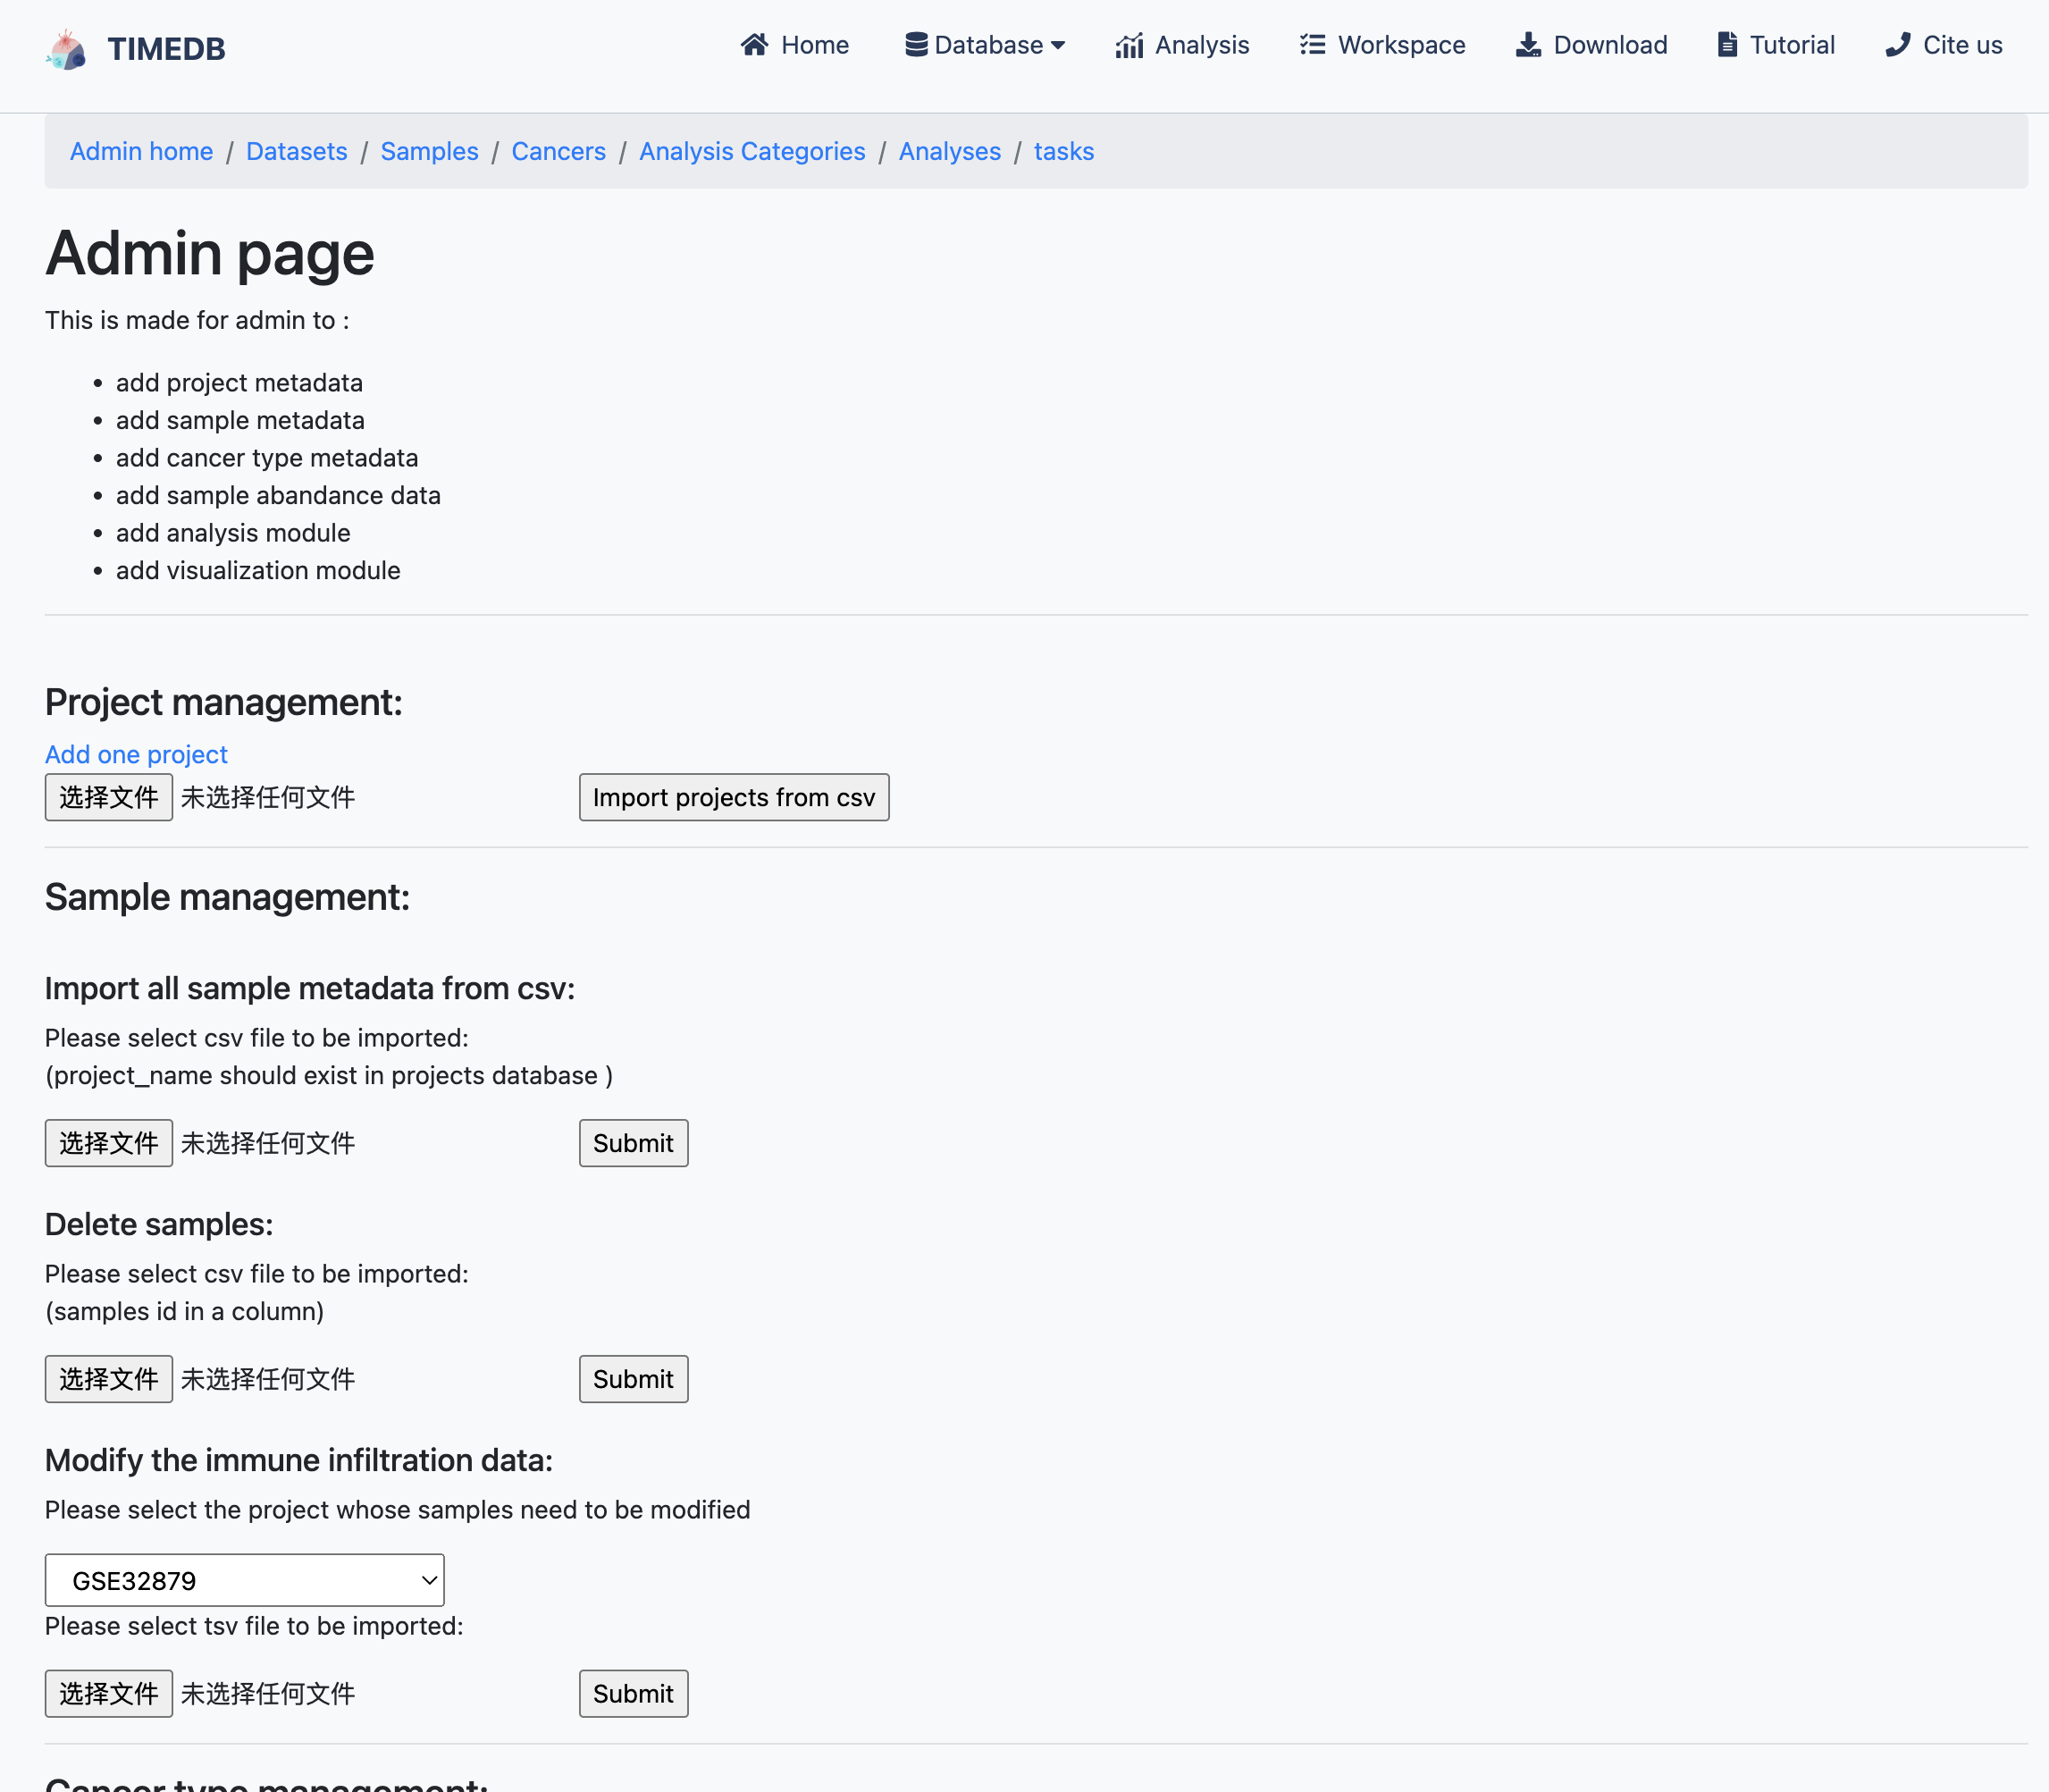 TIMEDB
Home Database Analysis Workspace Download Tutorial Cite us
Admin home / Datasets / Samples / Cancers / Analysis Categories / Analyses / tasks
Admin page
This is made for admin to :
• add project metadata
• add sample metadata
• add cancer type metadata
• add sample abandance data
• add analysis module
• add visualization module
Project management:
Add one project
选择文件 未选择任何文件 Import projects from csv
Sample management:
Import all sample metadata from csv:
Please select csv file to be imported:
(project_name should exist in projects database )
选择文件 未选择任何文件 Submit
Delete samples:
Please select csv file to be imported:
(samples id in a column)
选择文件 未选择任何文件 Submit
Modify the immune infiltration data:
Please select the project whose samples need to be modified
GSE32879
Please select tsv file to be imported:
选择文件 未选择任何文件 Submit
Cancer type management: